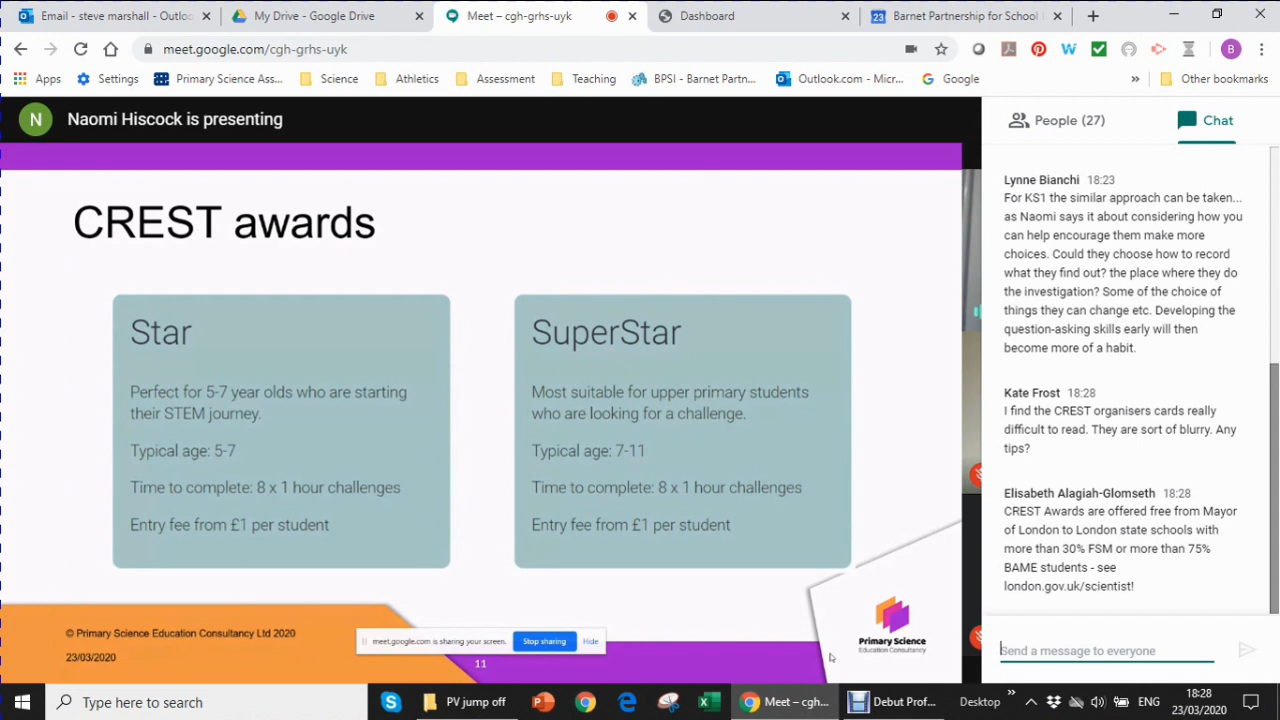 Email - steve marshall - Outloo
My Drive - Google Drive
Meet – cgh-grhs-uyk
Dashboard
23
Barnet Partnership for School I
meet.google.com/cgh-grhs-uyk
B
Apps
Settings
Primary Science Ass...
Science
Athletics
Assessment
Teaching
BPSI - Barnet Partn...
Outlook.com - Micr...
Google
»
Other bookmarks
N
Naomi Hiscock is presenting
People (27)
Chat
CREST awards
Star
Perfect for 5-7 year olds who are starting
their STEM journey.
Typical age: 5-7
Time to complete: 8 x 1 hour challenges
Entry fee from £1 per student
SuperStar
Most suitable for upper primary students
who are looking for a challenge.
Typical age: 7-11
Time to complete: 8 x 1 hour challenges
Entry fee from £1 per student
© Primary Science Education Consultancy Ltd 2020
23/03/2020
meet.google.com is sharing your screen.
Stop sharing
Hide
11
Primary Science
Education Consultancy
Lynne Bianchi 18:23
For KS1 the similar approach can be taken...
as Naomi says it about considering how you
can help encourage them make more
choices. Could they choose how to record
what they find out? the place where they do
the investigation? Some of the choice of
things they can change etc. Developing the
question-asking skills early will then
become more of a habit.
Kate Frost 18:28
I find the CREST organisers cards really
difficult to read. They are sort of blurry. Any
tips?
Elisabeth Alagiah-Glomseth 18:28
CREST Awards are offered free from Mayor
of London to London state schools with
more than 30% FSM or more than 75%
BAME students - see
london.gov.uk/scientist!
Send a message to everyone
Type here to search
PV jump off
Meet – cgh-...
Debut Prof...
Desktop
»
ENG
18:28
23/03/2020